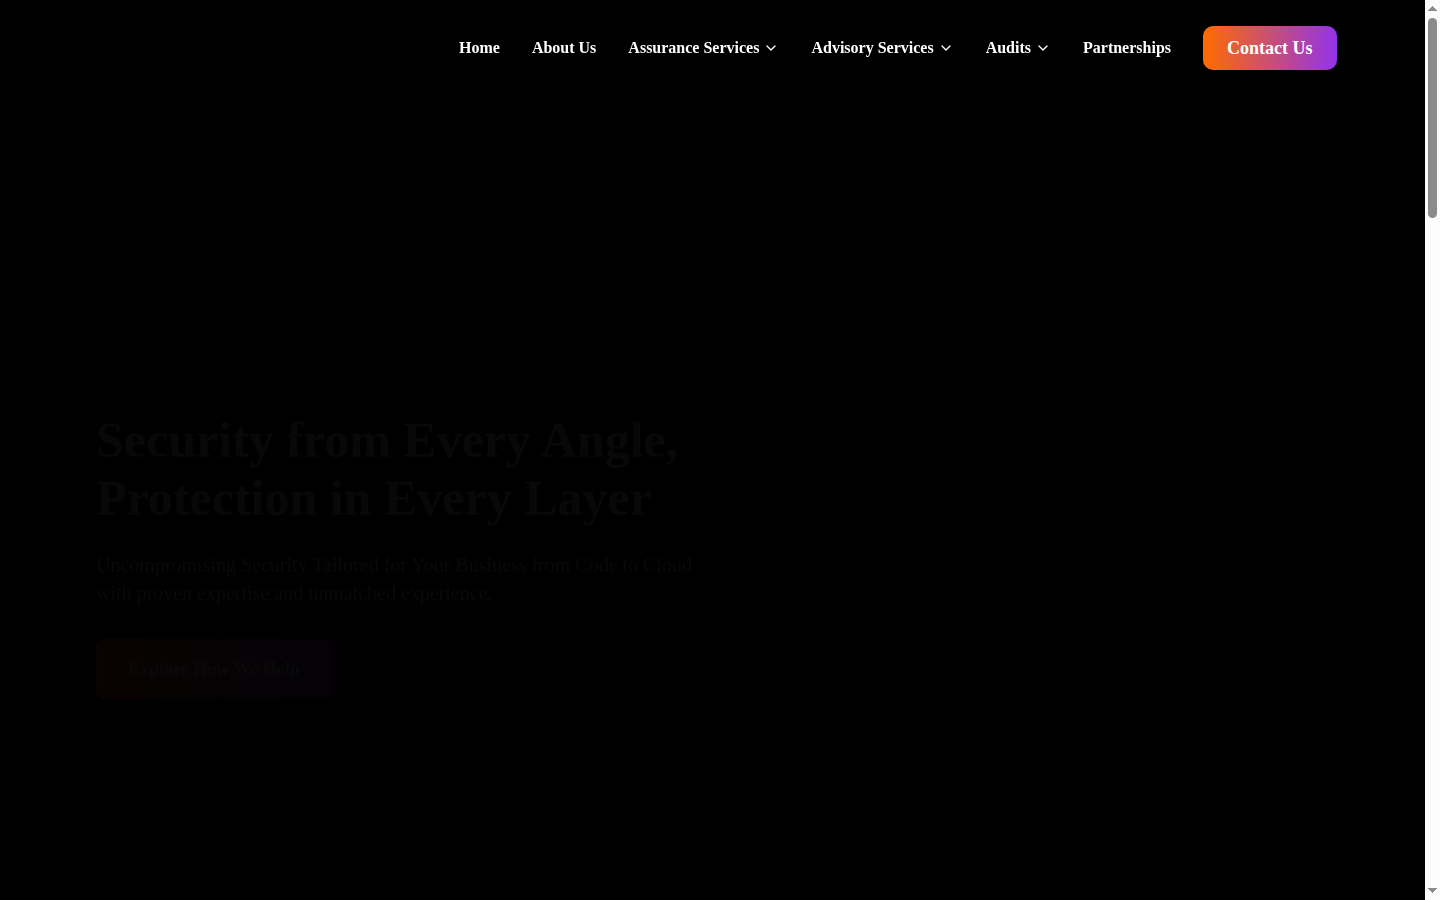 Home
About Us
Assurance Services
Advisory Services
Audits
Partnerships
Contact Us
Security from Every Angle,
Protection in Every Layer
Uncompromising Security Tailored for Your Business from Code to Cloud
with proven expertise and unmatched experience.
Explore How We Help